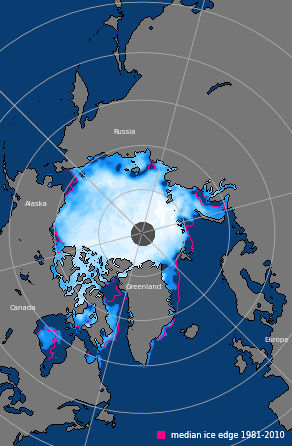 Russia
Alaska
Greenland
Canada
Europe
median ice edge 1981-2010